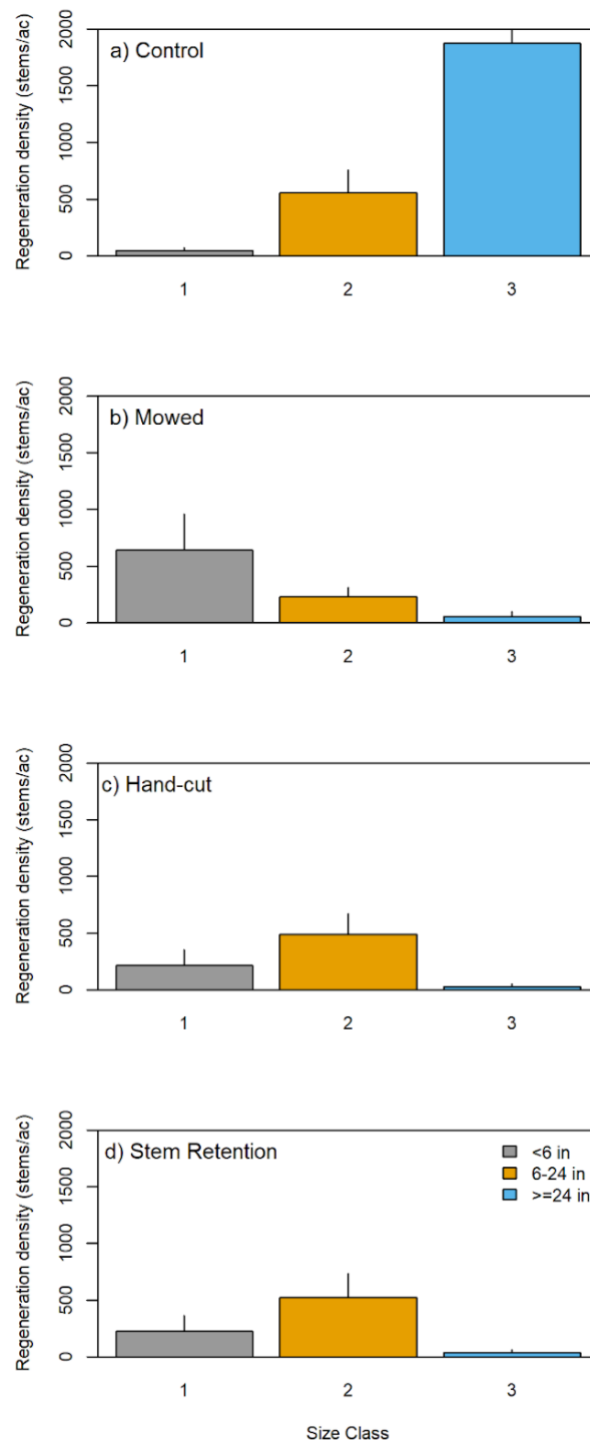 a) Control
Regeneration density (stems/ac)
2000
1500
1000
500
0
1 2 3
b) Mowed
Regeneration density (stems/ac)
2000
1500
1000
500
0
1 2 3
c) Hand-cut
Regeneration density (stems/ac)
2000
1500
1000
500
0
1 2 3
d) Stem Retention
<6 in
6-24 in
>=24 in
Regeneration density (stems/ac)
2000
1500
1000
500
0
1 2 3
Size Class